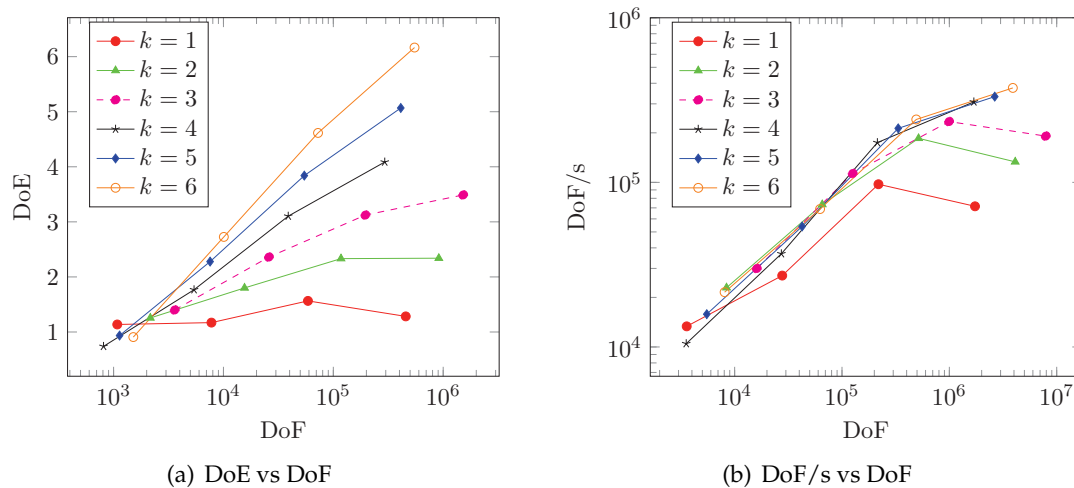 k = 1
k = 2
k = 3
k = 4
k = 5
k = 6
6
5
4
3
2
1
DoE
10^3
10^4
10^5
10^6
DoF
(a) DoE vs DoF
k = 1
k = 2
k = 3
k = 4
k = 5
k = 6
10^6
10^5
10^4
DoF/s
10^4
10^5
10^6
10^7
DoF
(b) DoF/s vs DoF